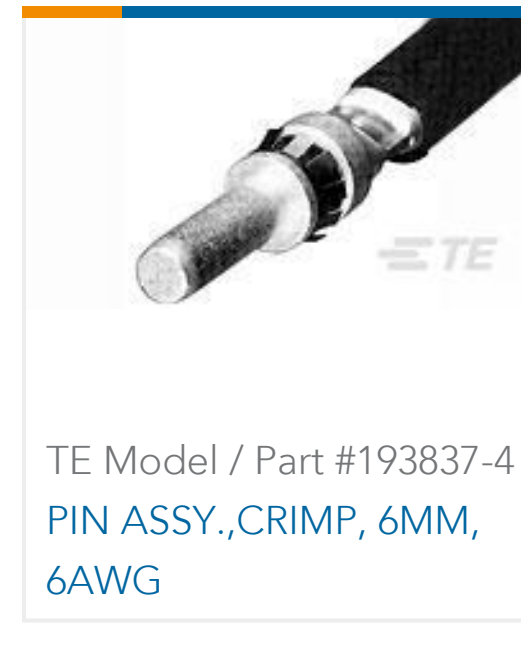 TE
TE Model / Part #193837-4
PIN ASSY.,CRIMP, 6MM,
6AWG